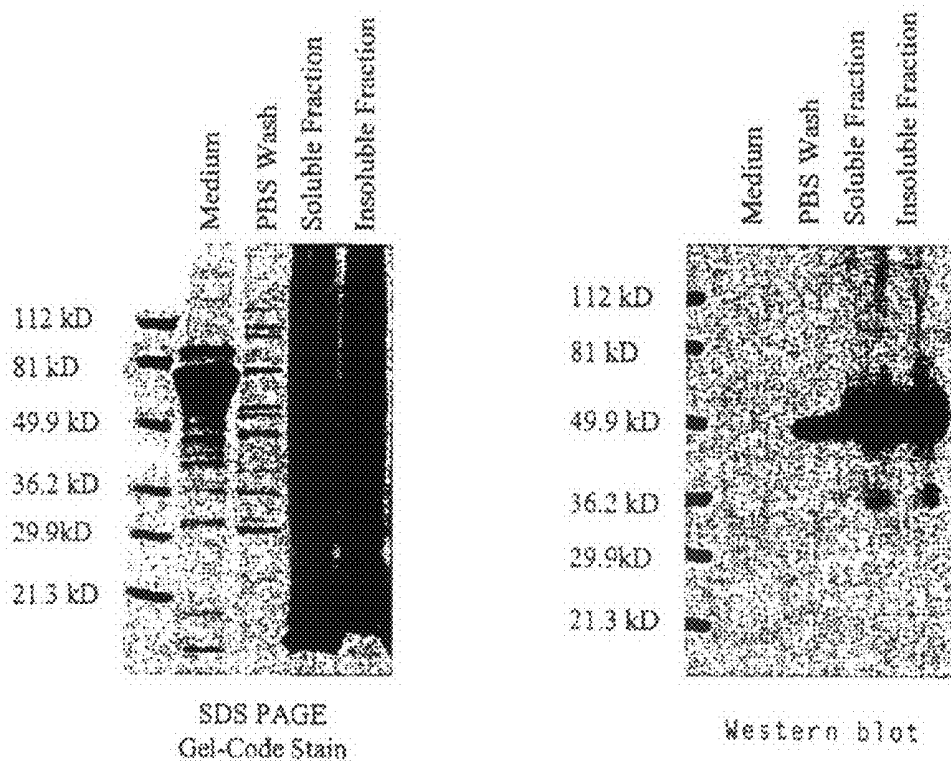 Medium
PBS Wash
Soluble Fraction
Insoluble Fraction
112 kD
81 kD
49.9 kD
36.2 kD
29.9kD
21.3 kD
SDS PAGE
Gel-Code Stain
Medium
PBS Wash
Soluble Fraction
Insoluble Fraction
112 kD
81 kD
49.9 kD
36.2 kD
29.9kD
21.3 kD
Western blot